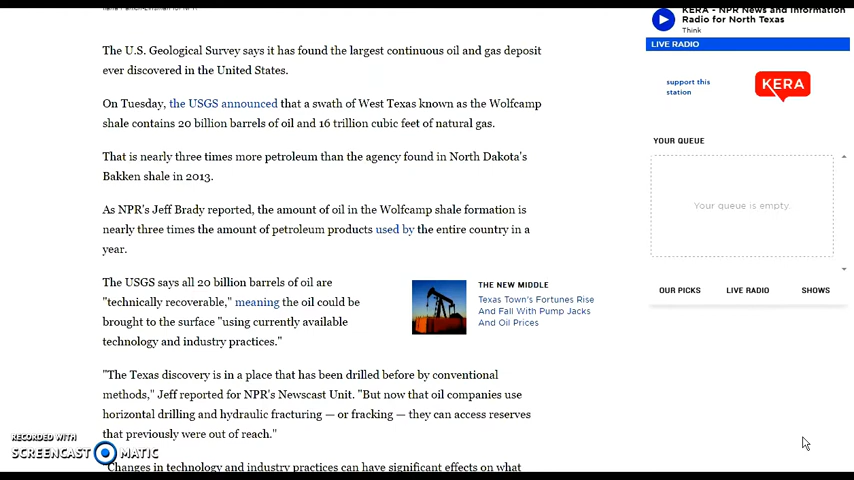 The U.S. Geological Survey says it has found the largest continuous oil and gas deposit
ever discovered in the United States.
On Tuesday, the USGS announced that a swath of West Texas known as the Wolfcamp
shale contains 20 billion barrels of oil and 16 trillion cubic feet of natural gas.
That is nearly three times more petroleum than the agency found in North Dakota's
Bakken shale in 2013.
As NPR's Jeff Brady reported, the amount of oil in the Wolfcamp shale formation is
nearly three times the amount of petroleum products used by the entire country in a
year.
The USGS says all 20 billion barrels of oil are
"technically recoverable," meaning the oil could be
brought to the surface "using currently available
technology and industry practices."
THE NEW MIDDLE
Texas Town's Fortunes Rise
And Fall With Pump Jacks
And Oil Prices
"The Texas discovery is in a place that has been drilled before by conventional
methods," Jeff reported for NPR's Newscast Unit. "But now that oil companies use
horizontal drilling and hydraulic fracturing — or fracking — they can access reserves
that previously were out of reach."
"Changes in technology and industry practices can have significant effects on what
KERA - NPR News and Information
Radio for North Texas
Think
LIVE RADIO
support this
station
KERA
YOUR QUEUE
Your queue is empty.
OUR PICKS
LIVE RADIO
SHOWS
RECORDED WITH
SCREENCAST MATIC